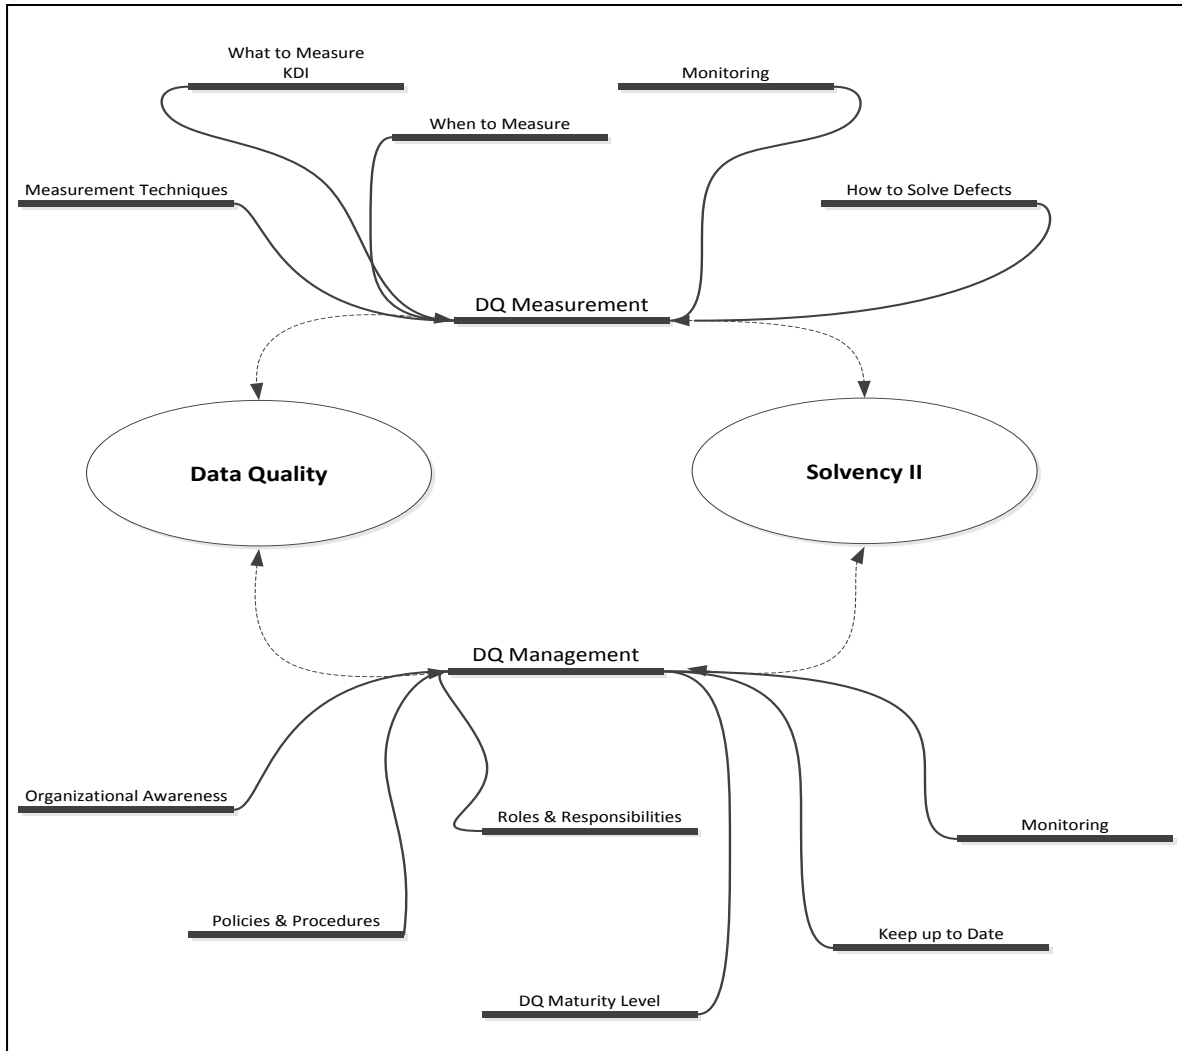 What to Measure
KDI
Monitoring
When to Measure
Measurement Techniques
How to Solve Defects
DQ Measurement
Data Quality
Solvency II
DQ Management
Organizational Awareness
Roles & Responsibilities
Monitoring
Policies & Procedures
Keep up to Date
DQ Maturity Level